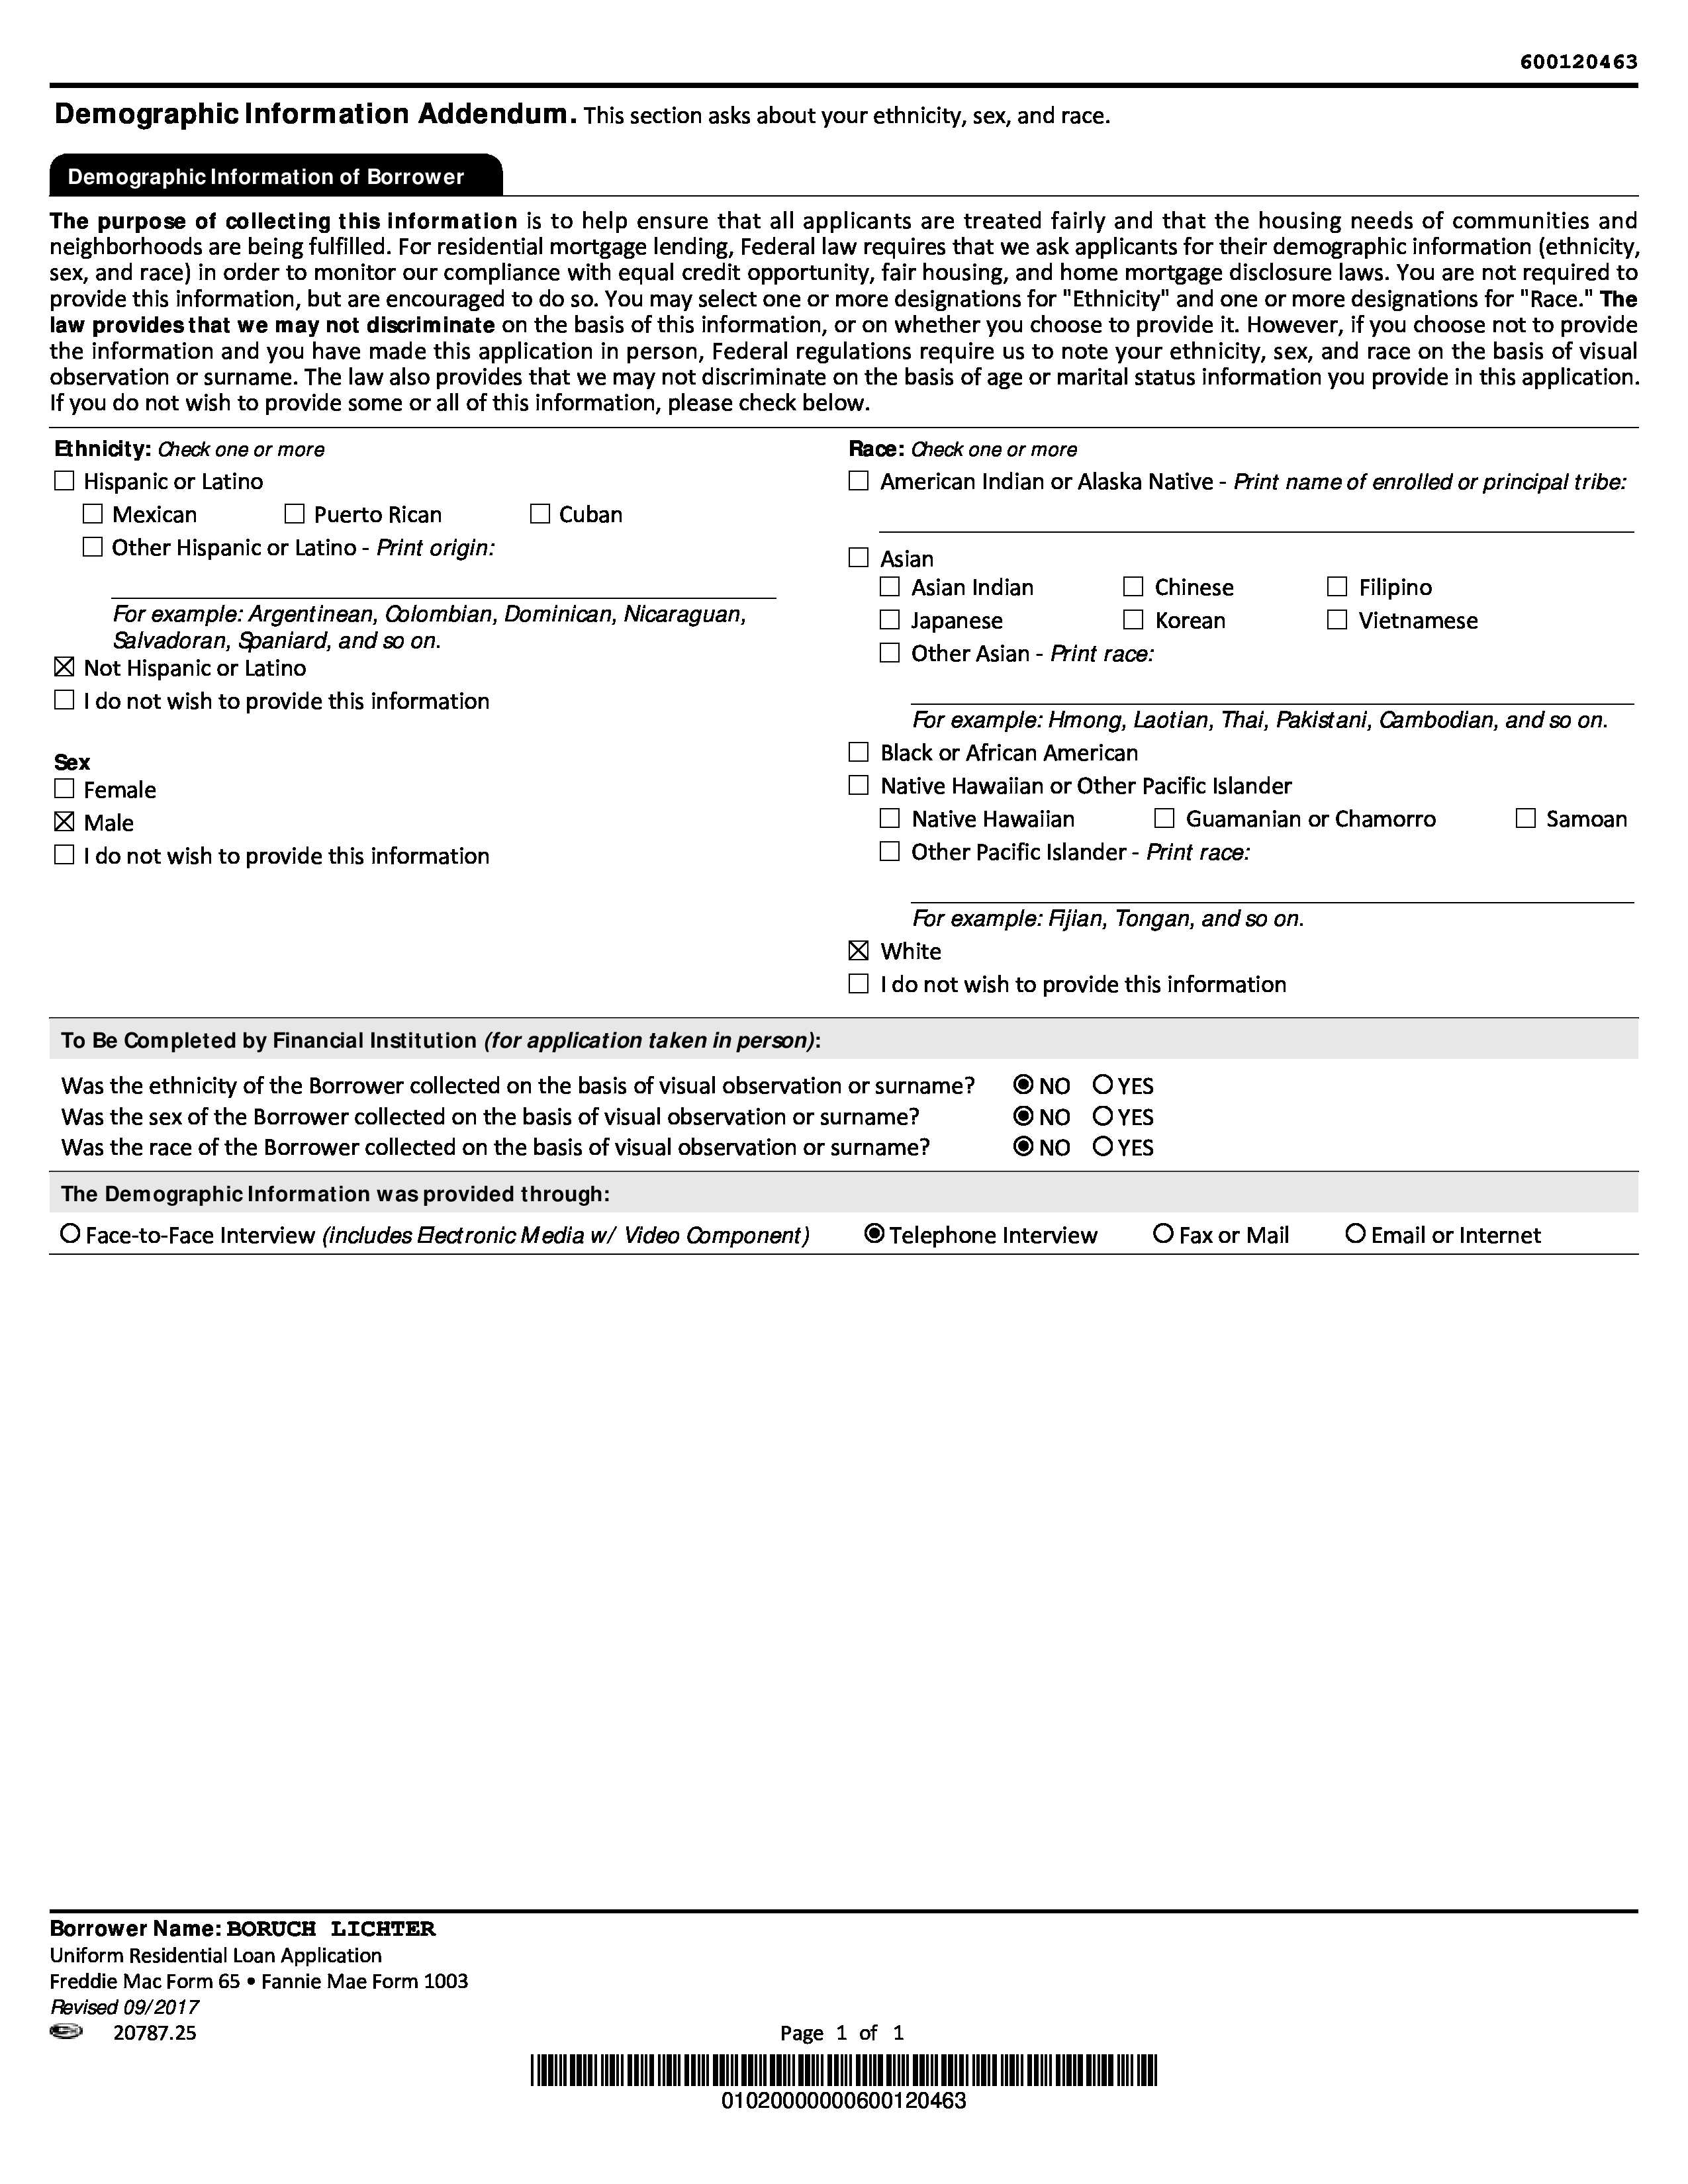 600120463
Demographic Information Addendum. This section asks about your ethnicity, sex, and race.
Demographic Information of Borrower
The purpose of collecting this information is to help ensure that all applicants are treated fairly and that the housing needs of communities and
neighborhoods are being fulfilled. For residential mortgage lending, Federal law requires that we ask applicants for their demographic information (ethnicity,
sex, and race) in order to monitor our compliance with equal credit opportunity, fair housing, and home mortgage disclosure laws. You are not required to
provide this information, but are encouraged to do so. You may select one or more designations for "Ethnicity" and one or more designations for "Race." The
law provides that we may not discriminate on the basis of this information, or on whether you choose to provide it. However, if you choose not to provide
the information and you have made this application in person, Federal regulations require us to note your ethnicity, sex, and race on the basis of visual
observation or surname. The law also provides that we may not discriminate on the basis of age or marital status information you provide in this application.
If you do not wish to provide some or all of this information, please check below.
Ethnicity: Check one or more
Hispanic or Latino
Mexican Puerto Rican Cuban
Other Hispanic or Latino - Print origin:
For example: Argentinean, Colombian, Dominican, Nicaraguan,
Salvadoran, Spaniard, and so on.
Not Hispanic or Latino
I do not wish to provide this information
Sex
Female
Male
I do not wish to provide this information
Race: Check one or more
American Indian or Alaska Native - Print name of enrolled or principal tribe:
Asian
Asian Indian Chinese Filipino
Japanese Korean Vietnamese
Other Asian - Print race:
For example: Hmong, Laotian, Thai, Pakistani, Cambodian, and so on.
Black or African American
Native Hawaiian or Other Pacific Islander
Native Hawaiian Guamanian or Chamorro Samoan
Other Pacific Islander - Print race:
For example: Fijian, Tongan, and so on.
White
I do not wish to provide this information
To Be Completed by Financial Institution (for application taken in person):
Was the ethnicity of the Borrower collected on the basis of visual observation or surname? NO YES
Was the sex of the Borrower collected on the basis of visual observation or surname? NO YES
Was the race of the Borrower collected on the basis of visual observation or surname? NO YES
The Demographic Information was provided through:
Face-to-Face Interview (includes Electronic Media w/ Video Component) Telephone Interview Fax or Mail Email or Internet
Borrower Name: BORUCH LICHTER
Uniform Residential Loan Application
Freddie Mac Form 65 • Fannie Mae Form 1003
Revised 09/2017
20787.25 Page 1 of 1
01020000000600120463